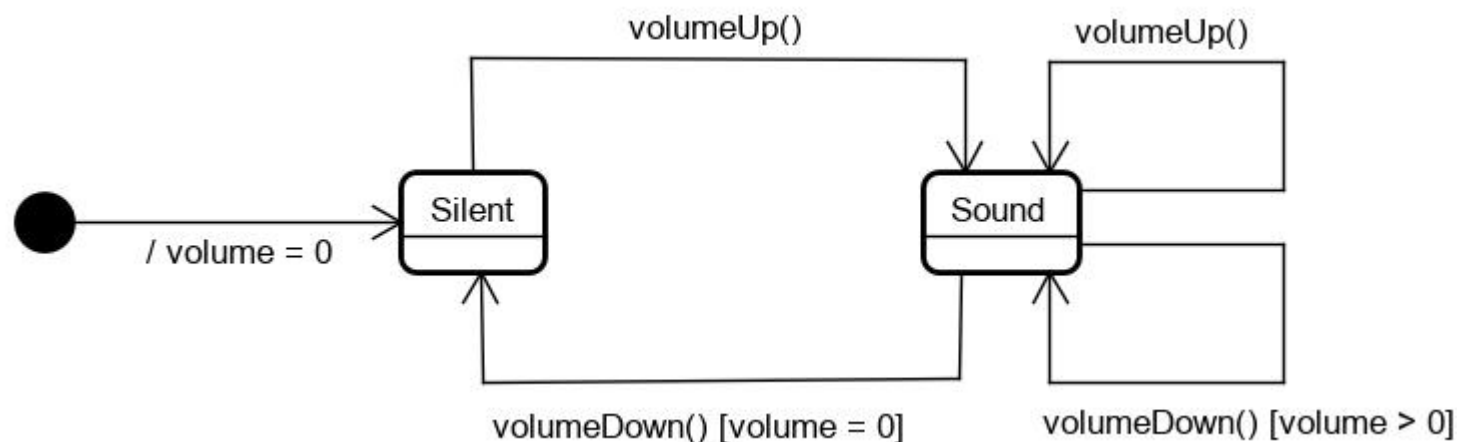 volumeUp()
volumeUp()
Silent
Sound
/ volume = 0
volumeDown() [volume = 0]
volumeDown() [volume > 0]